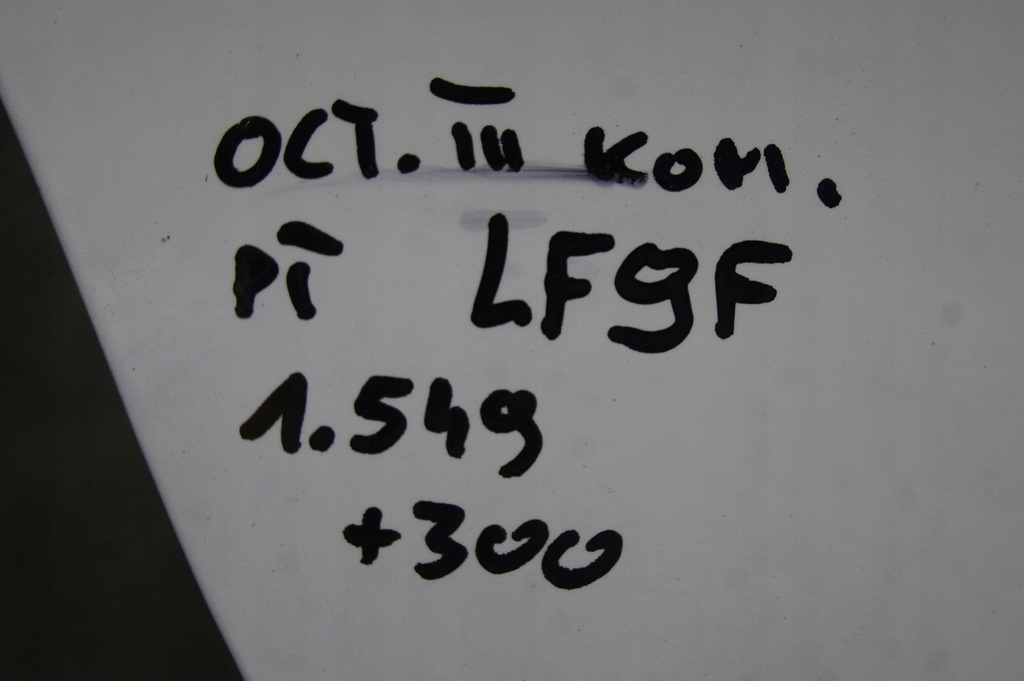 OCT. III KOM.
PT LF9F
1.549
+300